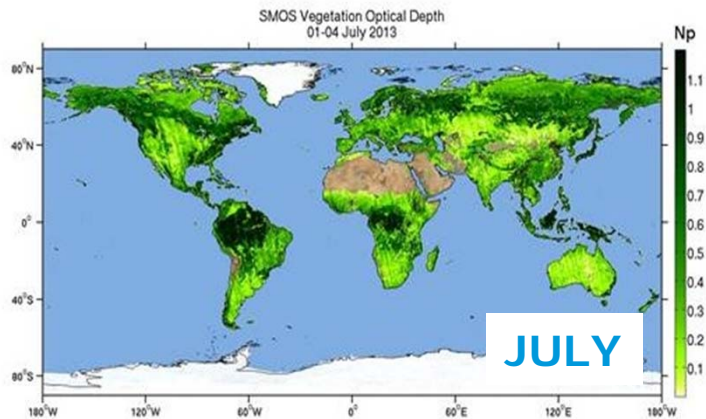 SMOS Vegetation Optical Depth
01-04 July 2013
Np
80°N
40°N
0°
40°S
80°S
180°W
120°W
60°W
0°
60°E
120°E
180°W
1.1
1
0.9
0.8
0.7
0.6
0.5
0.4
0.3
0.2
0.1
JULY